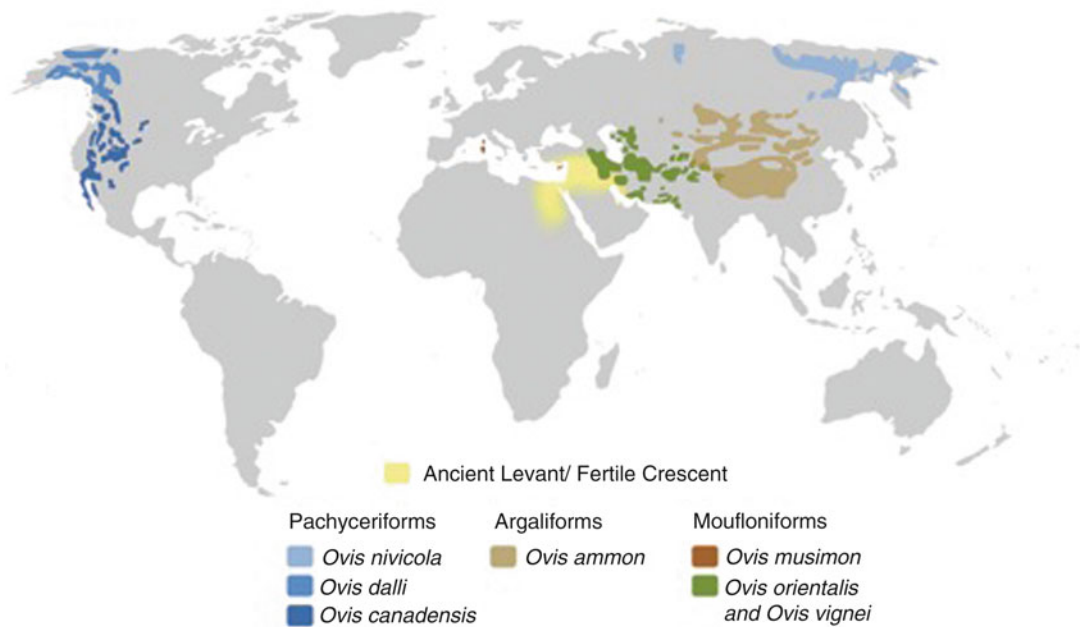 Ancient Levant/ Fertile Crescent
Pachyceriforms
Ovis nivicola
Ovis dalli
Ovis canadensis
Argaliforms
Ovis ammon
Moufloniforms
Ovis musimon
Ovis orientalis
and Ovis vignei